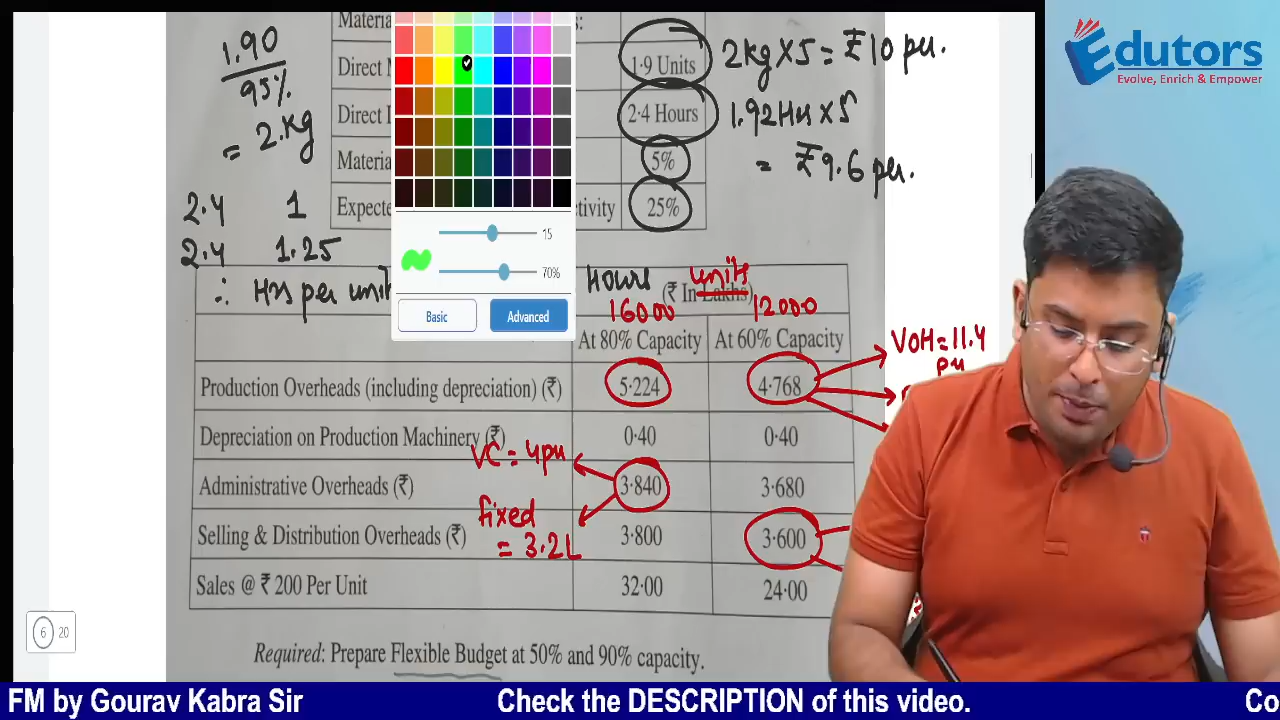 1.90
95%
= 2.kg
2.4 1
2.4 1.25
∴ Hrs per unit
Materia
Direct
1·9 Units
2kg X 5 = ₹10 pu.
Direct
2·4 Hours
1.92Hrs X 5
Materia
5%
= ₹9.6 pu.
Expecte
tivity
25%
15
70%
Basic
Advanced
Edutors
Evolve, Enrich & Empower
Hours units
(₹ In Lakhs)
16000 12000
At 80% Capacity At 60% Capacity
VOH = 11.4
pu
Production Overheads (including depreciation) (₹) 5·224 4·768
Depreciation on Production Machinery (₹) 0·40 0·40
VC = 4pu
Administrative Overheads (₹) 3·840 3·680
fixed
= 3.2L
Selling & Distribution Overheads (₹) 3·800 3·600
Sales @ ₹ 200 Per Unit 32·00 24·00
6 20
Required: Prepare Flexible Budget at 50% and 90% capacity.
FM by Gourav Kabra Sir Check the DESCRIPTION of this video. Co